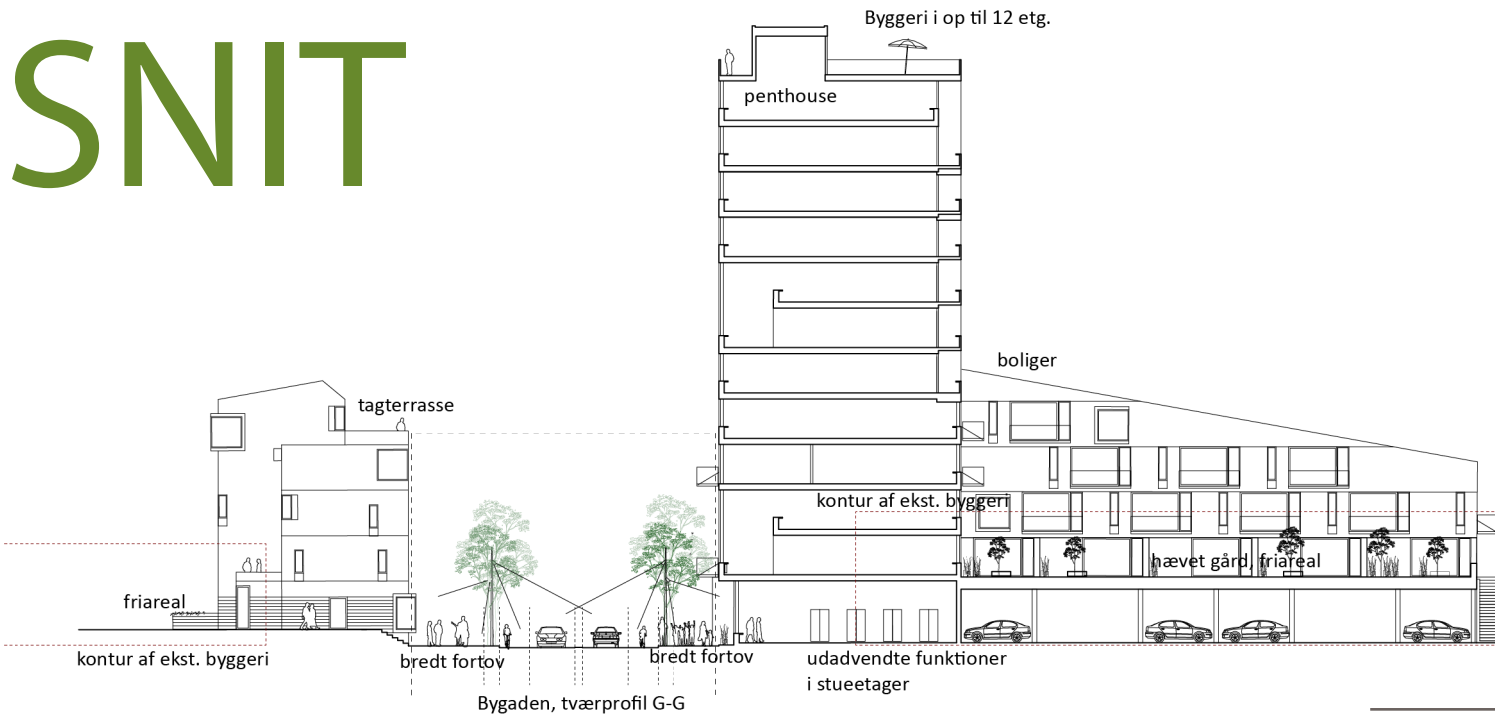 SNIT
Byggeri i op til 12 etg.
penthouse
boliger
tagterrasse
kontur af ekst. byggeri
hævet gård, friareal
friareal
kontur af ekst. byggeri
bredt fortov
bredt fortov
udadvendte funktioner
i stueetager
Bygaden, tværprofil G-G